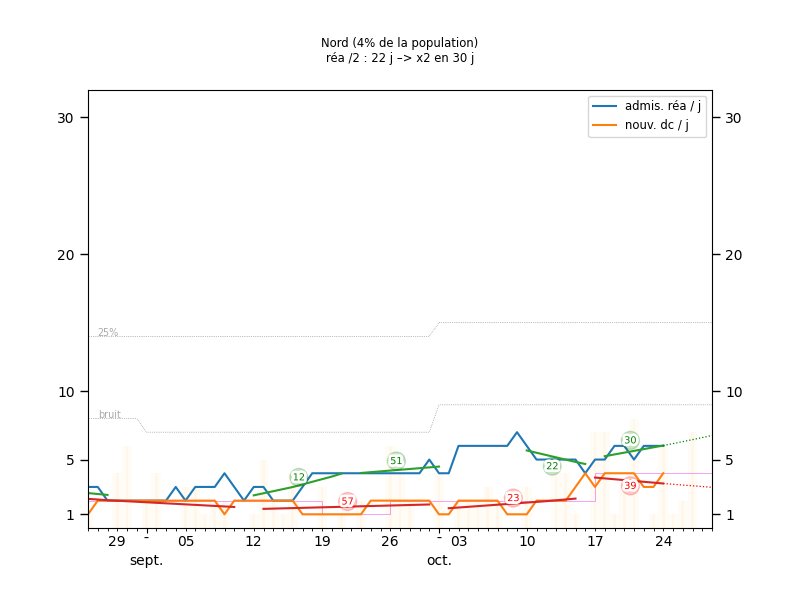 Nord (4% de la population)
réa /2 : 22 j –> x2 en 30 j
admis. réa / j
nouv. dc / j
30 30
20 20
25%
10 10
bruit
30
51
5 22 5
12
39
57 23
1 1
29 - 05 12 19 26 - 03 10 17 24
sept. oct.